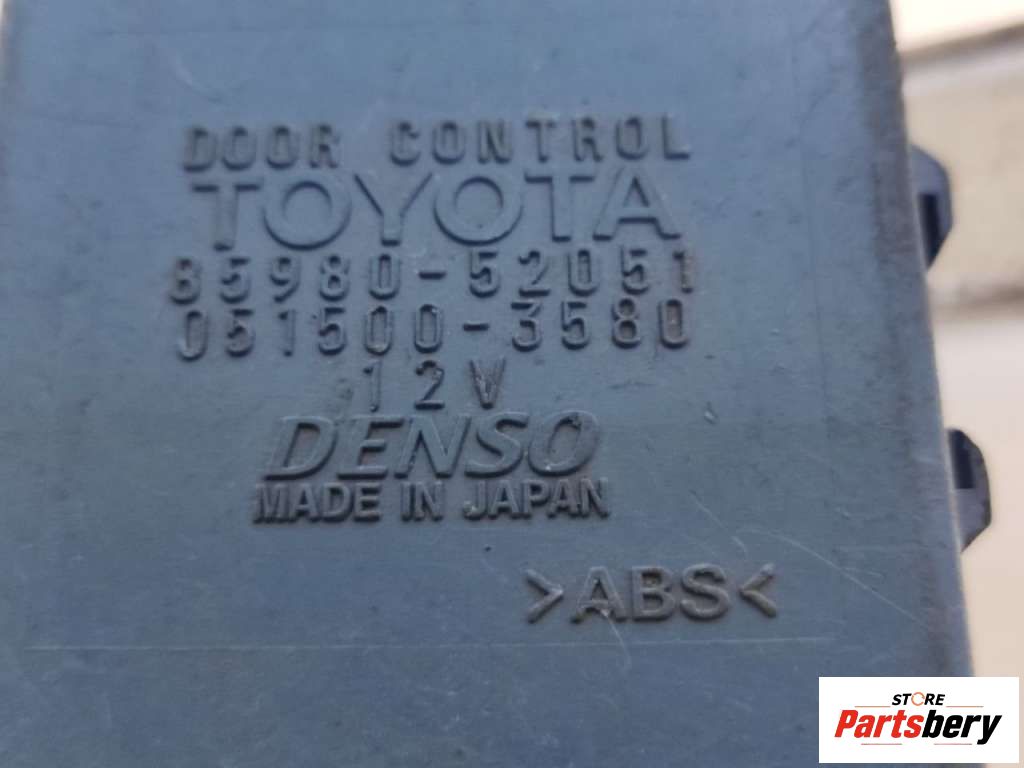 DOOR CONTROL
TOYOTA
85980-52051
051500-3580
12V
DENSO
MADE IN JAPAN
>ABS<
STORE
Partsbery